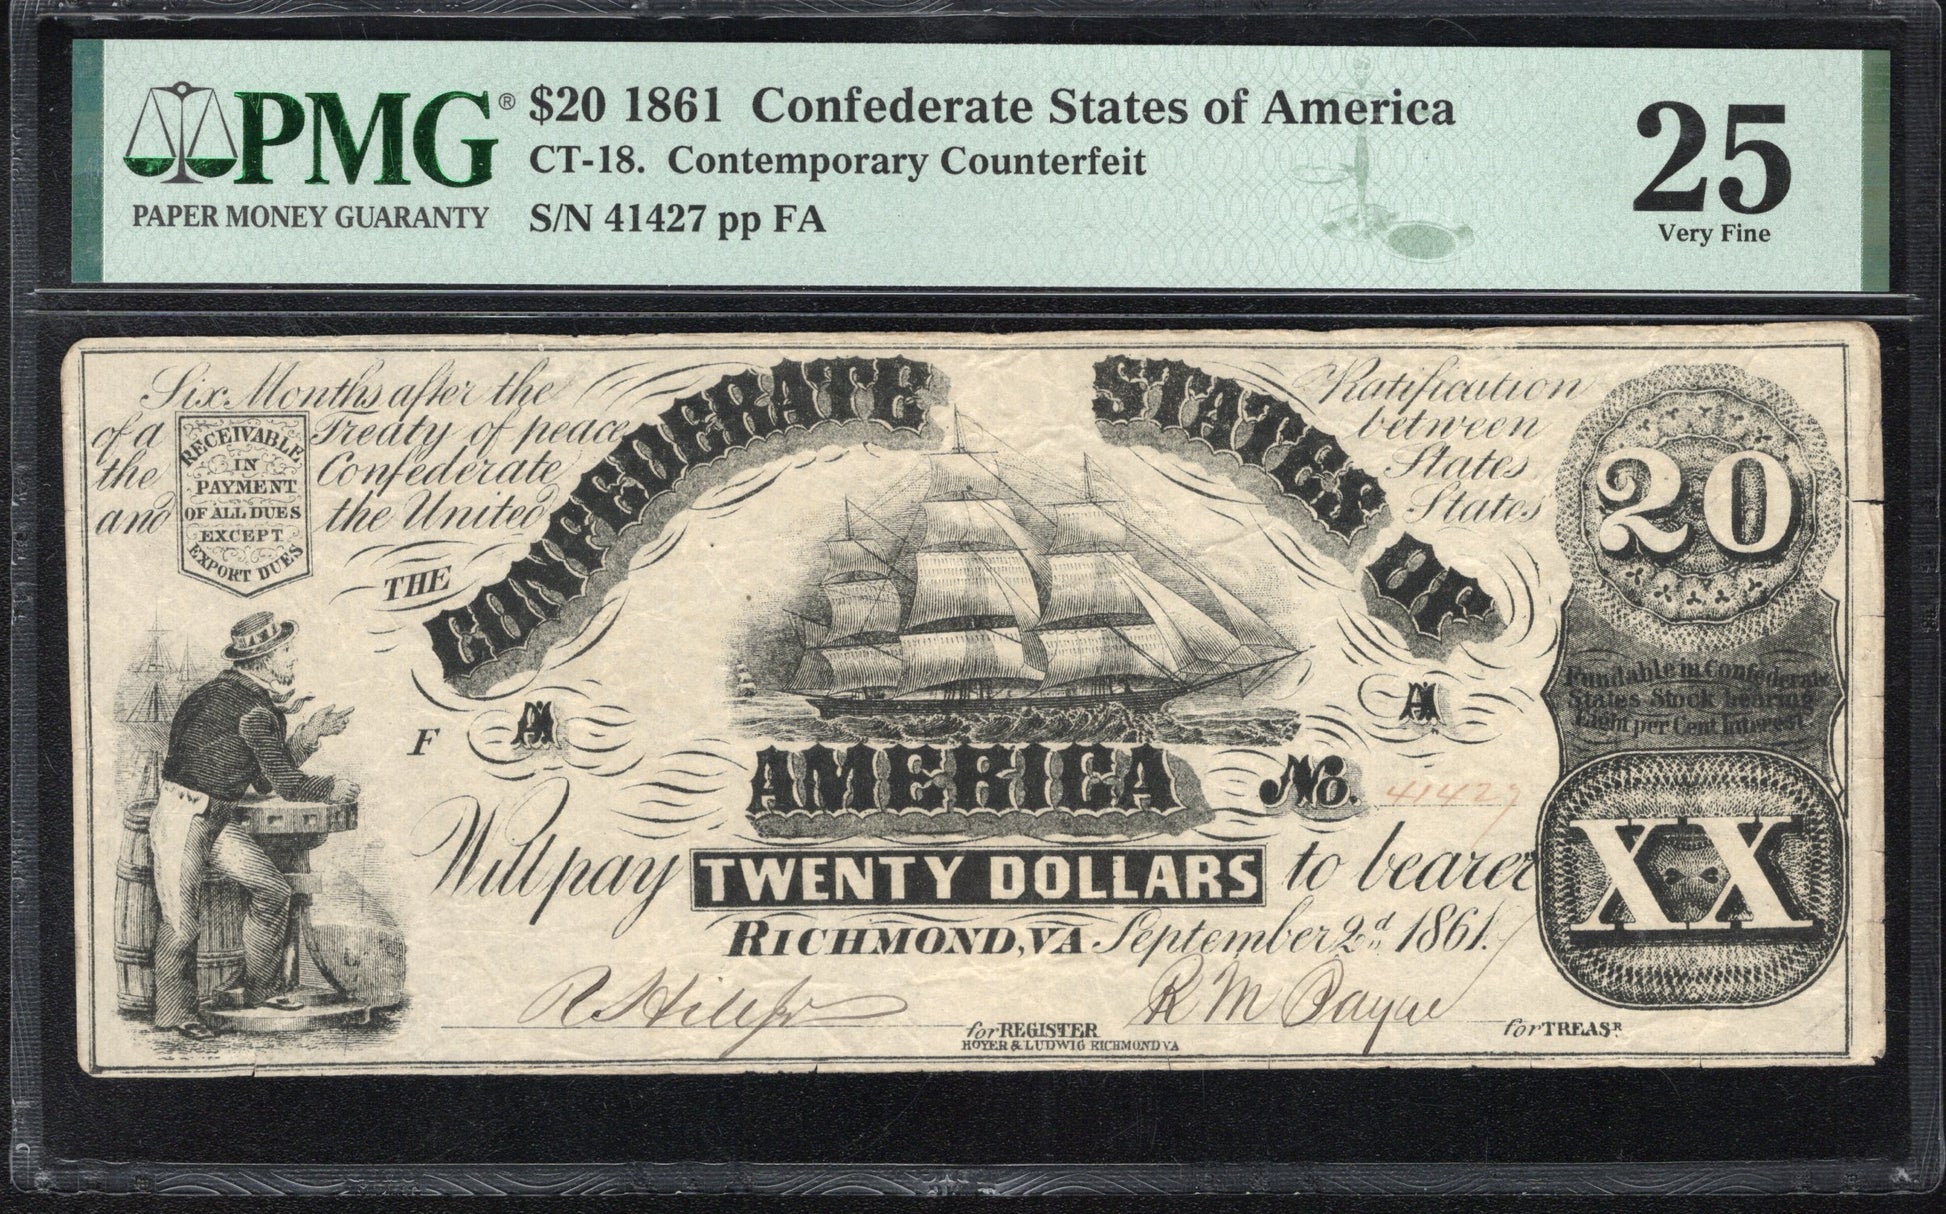 PMG® $20 1861 Confederate States of America 25
CT-18. Contemporary Counterfeit
PAPER MONEY GUARANTY S/N 41427 pp FA Very Fine
Six Months after the Ratification
of a Treaty of peace between
the Confederate States
and the United States
RECEIVABLE
IN
PAYMENT
OF ALL DUES
EXCEPT
EXPORT DUES
THE CONFEDERATE STATES OF
AMERICA
20
Fundable in Confederate
States Stock bearing
Eight per Cent Interest
F A A
No. 41427
XX
Will pay TWENTY DOLLARS to bearer
RICHMOND, VA September 2d 1861.
R M Payne
for REGISTER for TREASR
HOYER & LUDWIG RICHMOND VA